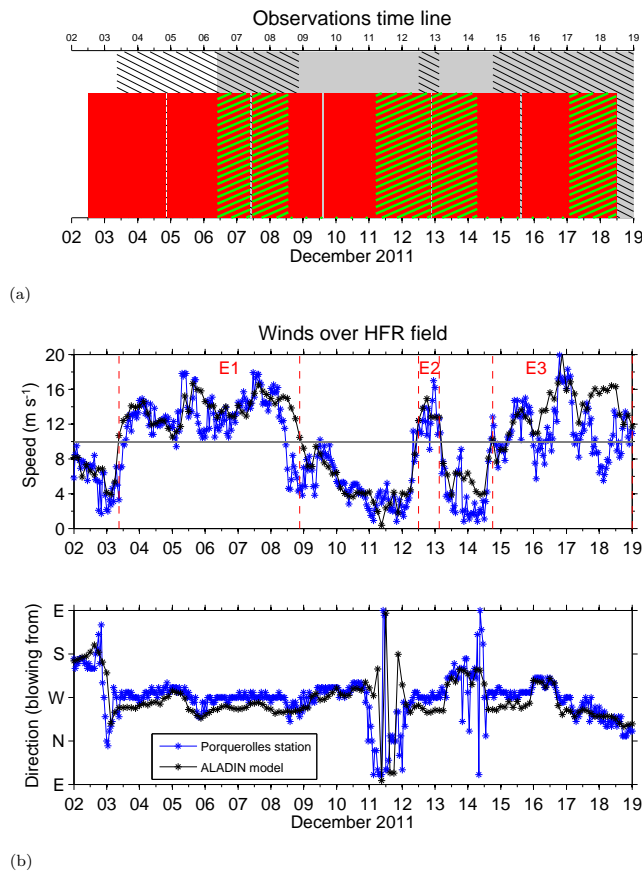 Observations time line
02 03 04 05 06 07 08 09 10 11 12 13 14 15 16 17 18 19
02 03 04 05 06 07 08 09 10 11 12 13 14 15 16 17 18 19
December 2011
(a)
Winds over HFR field
20
16
12
8
4
0
Speed (m s-1)
E1 E2 E3
02 03 04 05 06 07 08 09 10 11 12 13 14 15 16 17 18 19
E
S
W
N
E
Direction (blowing from)
Porquerolles station
ALADIN model
02 03 04 05 06 07 08 09 10 11 12 13 14 15 16 17 18 19
December 2011
(b)